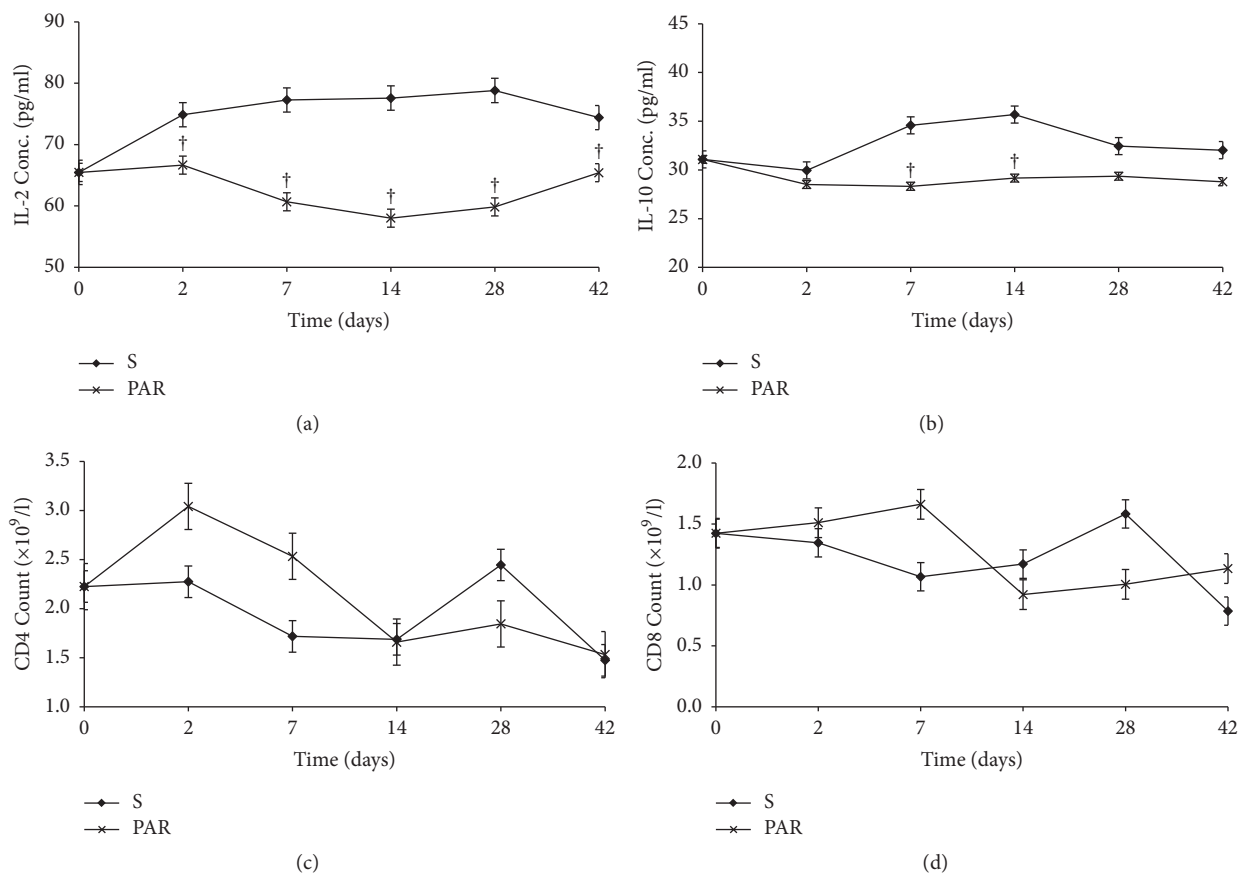 IL-2 Conc. (pg/ml)
90
80
70
60
50
†
†
†
†
†
0 2 7 14 28 42
Time (days)
S
PAR
(a)
IL-10 Conc. (pg/ml)
45
40
35
30
25
20
†
†
0 2 7 14 28 42
Time (days)
S
PAR
(b)
CD4 Count (×10⁹/l)
3.5
3.0
2.5
2.0
1.5
1.0
0 2 7 14 28 42
Time (days)
S
PAR
(c)
CD8 Count (×10⁹/l)
2.0
1.5
1.0
0.5
0.0
0 2 7 14 28 42
Time (days)
S
PAR
(d)